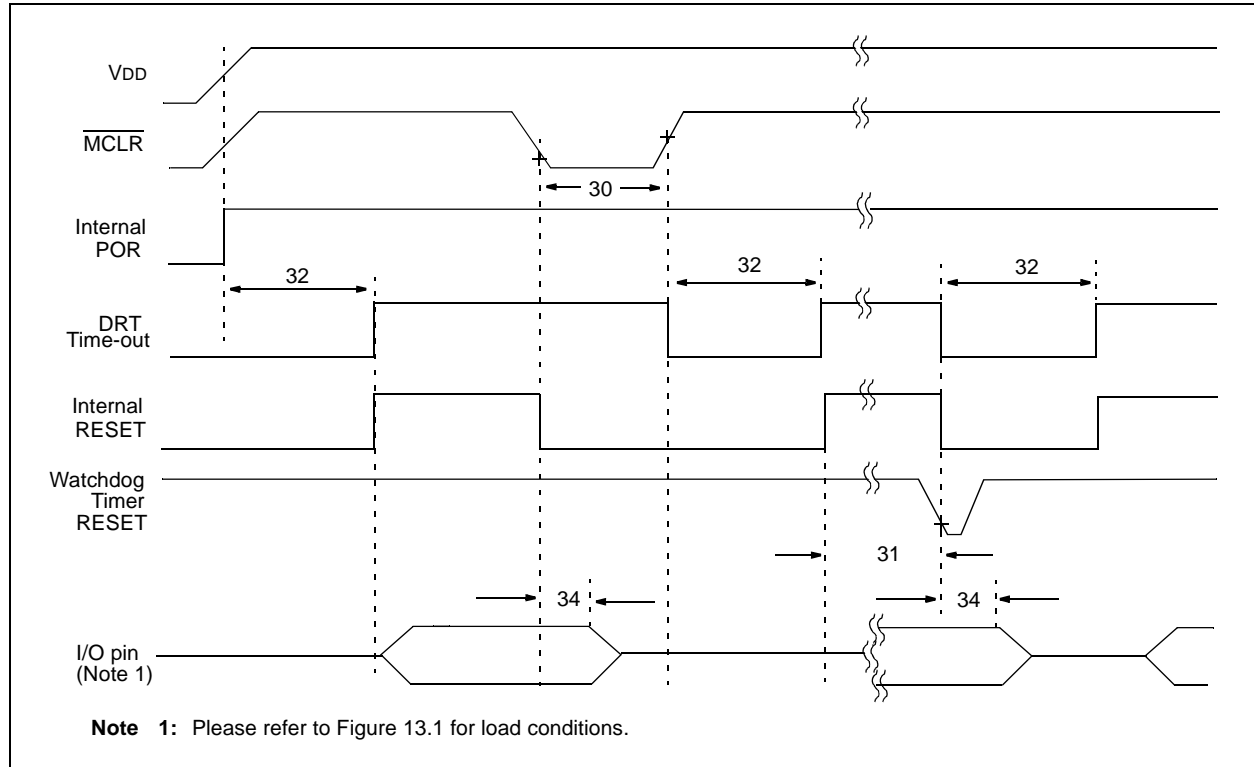 VDD
MCLR
30
Internal
POR
32
32
32
DRT
Time-out
Internal
RESET
Watchdog
Timer
RESET
31
34
34
I/O pin
(Note 1)
Note 1: Please refer to Figure 13.1 for load conditions.